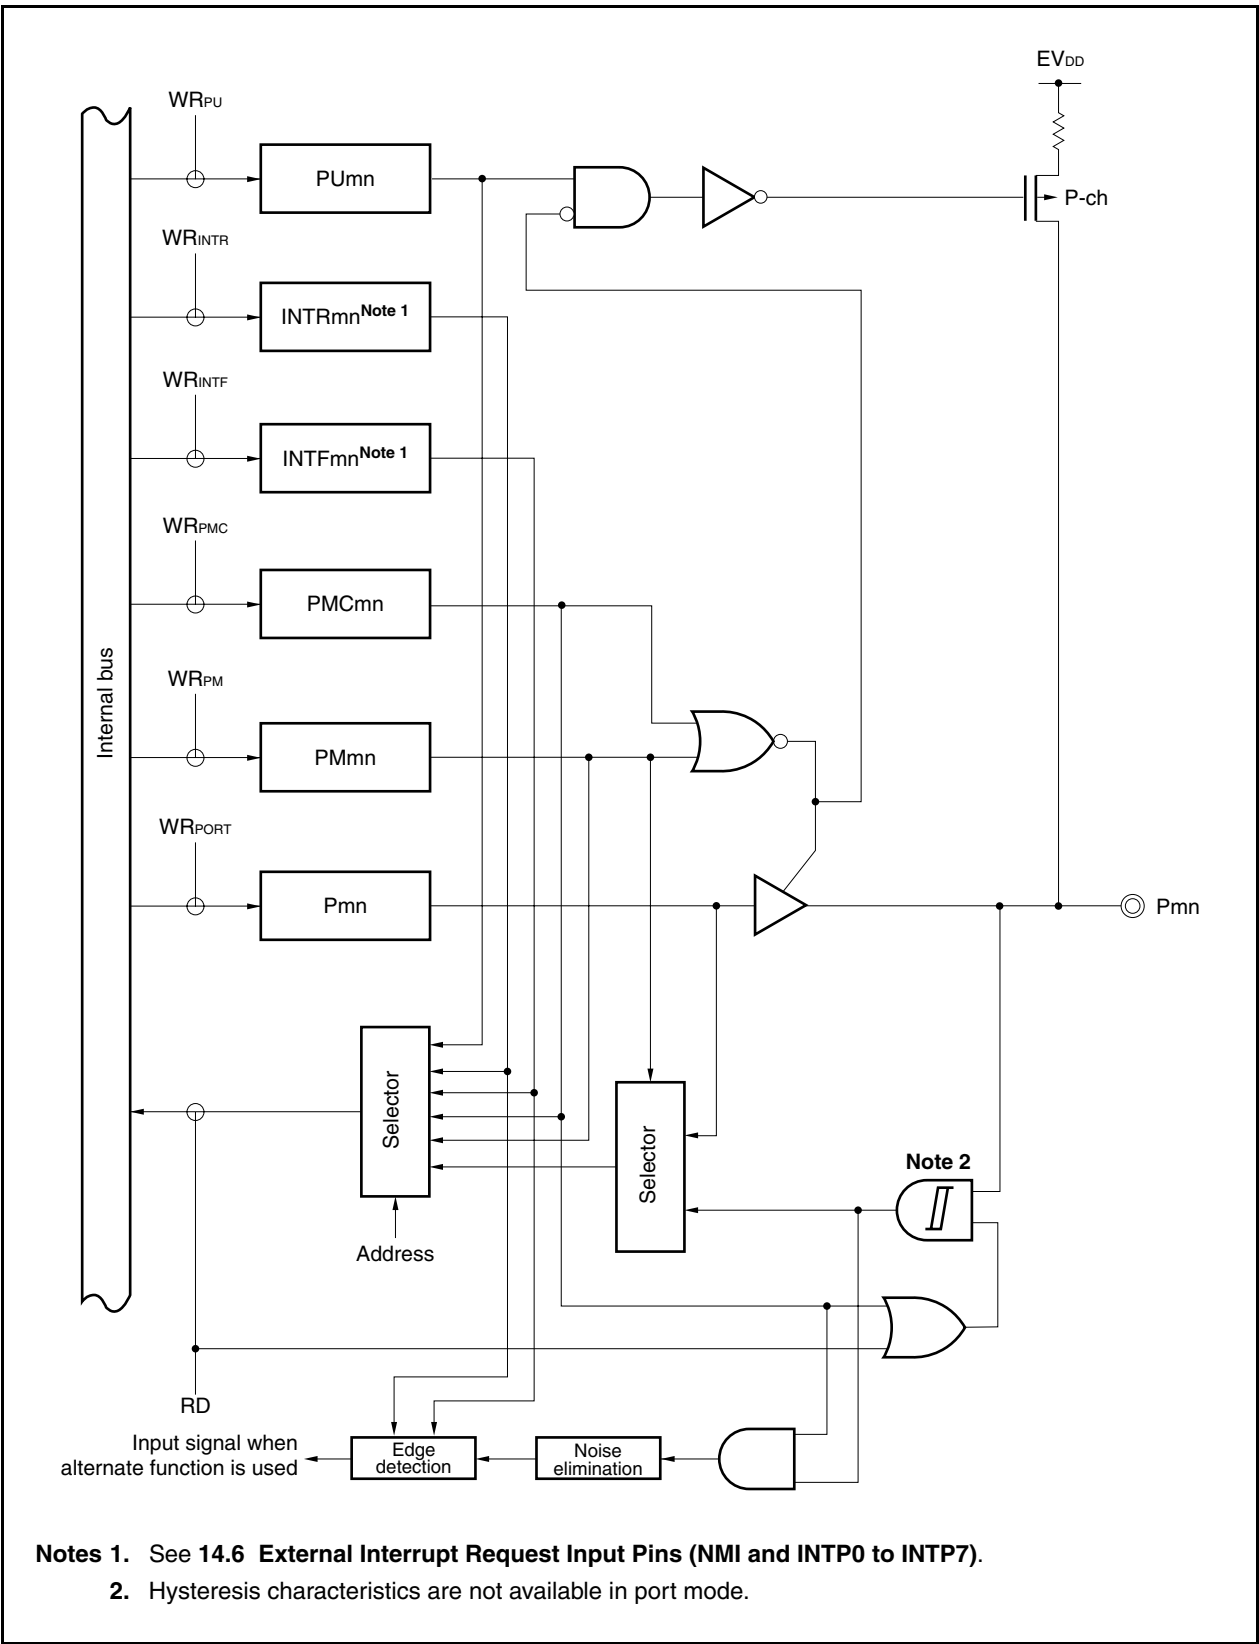 EVDD
WRPU
PUmn
P-ch
WRINTR
INTRmnNote 1
WRINTF
INTFmnNote 1
WRPMC
PMCmn
Internal bus
WRPM
PMmn
WRPORT
Pmn
Pmn
Selector
Selector
Note 2
Address
RD
Input signal when
alternate function is used
Edge
detection
Noise
elimination
Notes 1. See 14.6 External Interrupt Request Input Pins (NMI and INTP0 to INTP7).
2. Hysteresis characteristics are not available in port mode.